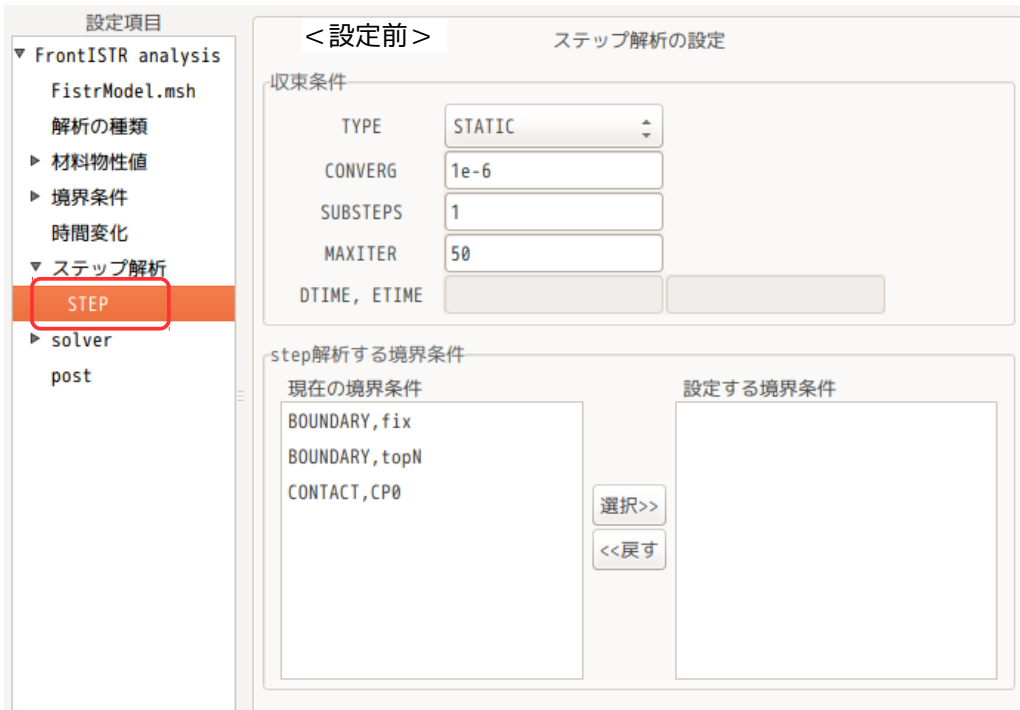 設定項目
FrontISTR analysis
FistrModel.msh
解析の種類
材料物性値
境界条件
時間変化
ステップ解析
STEP
solver
post
＜設定前＞
ステップ解析の設定
収束条件
TYPE STATIC
CONVERG 1e-6
SUBSTEPS 1
MAXITER 50
DTIME, ETIME
step解析する境界条件
現在の境界条件 設定する境界条件
BOUNDARY,fix
BOUNDARY,topN
CONTACT,CP0
選択>>
<<戻す